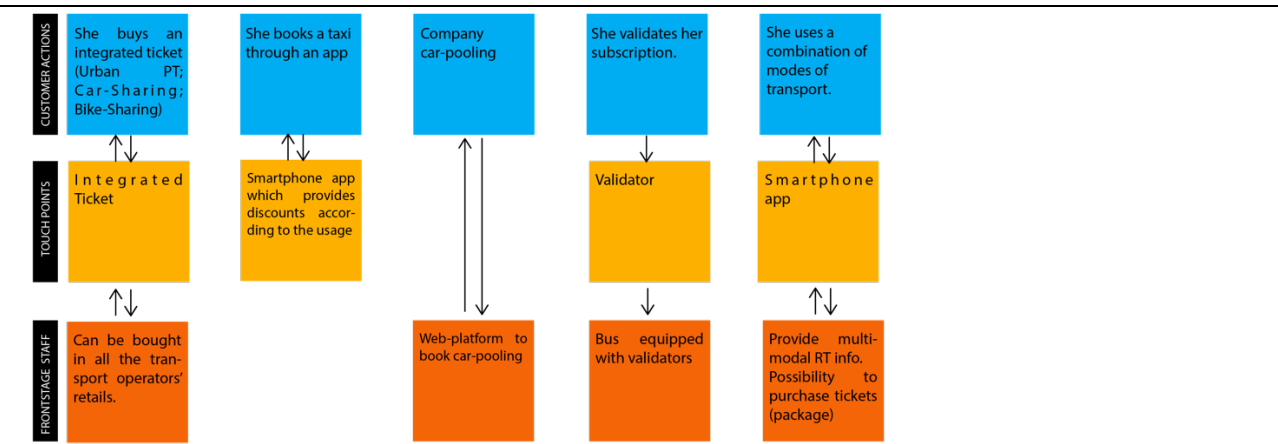 CUSTOMER ACTIONS
She buys an
integrated ticket
(Urban PT;
Car-Sharing;
Bike-Sharing)
She books a taxi
through an app
Company
car-pooling
She validates her
subscription.
She uses a
combination of
modes of
transport.
TOUCH POINTS
Integrated
Ticket
Smartphone app
which provides
discounts accor-
ding to the usage
Validator
Smartphone
app
FRONTSTAGE STAFF
Can be bought
in all the tran-
sport operators'
retails.
Web-platform to
book car-pooling
Bus equipped
with validators
Provide multi-
modal RT info.
Possibility to
purchase tickets
(package)